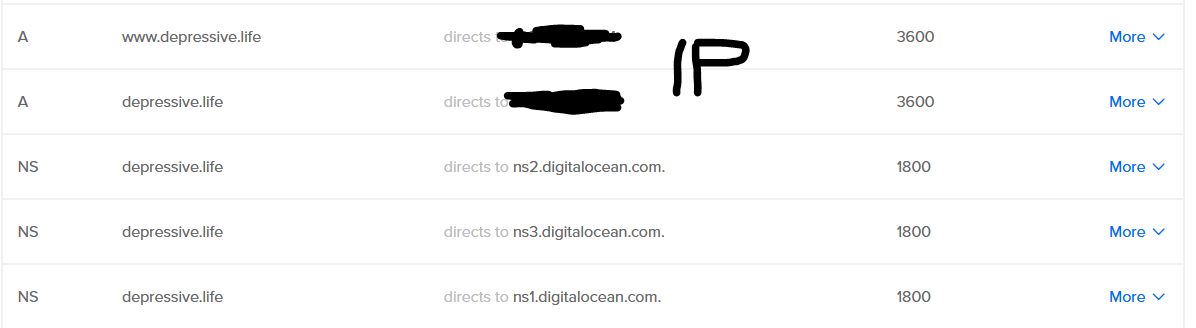 A www.depressive.life directs t 3600 More
IP
A depressive.life directs to 3600 More
NS depressive.life directs to ns2.digitalocean.com. 1800 More
NS depressive.life directs to ns3.digitalocean.com. 1800 More
NS depressive.life directs to ns1.digitalocean.com. 1800 More